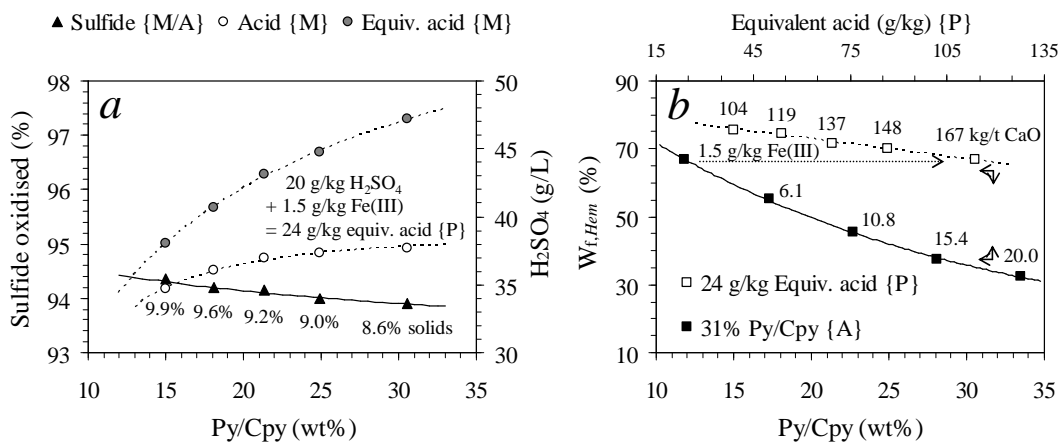 ▲ Sulfide {M/A} ○ Acid {M} ● Equiv. acid {M}
a
98
97
96
95
94
93
Sulfide oxidised (%)
50
45
40
35
30
H₂SO₄ (g/L)
20 g/kg H₂SO₄
+ 1.5 g/kg Fe(III)
= 24 g/kg equiv. acid {P}
9.9% 9.6% 9.2% 9.0% 8.6% solids
10 15 20 25 30 35
Py/Cpy (wt%)
Equivalent acid (g/kg) {P}
15 45 75 105 135
b
90
70
50
30
10
W_f,Hem (%)
104 119 137 148 167 kg/t CaO
1.5 g/kg Fe(III)
6.1
10.8
15.4
20.0
□ 24 g/kg Equiv. acid {P}
■ 31% Py/Cpy {A}
10 15 20 25 30 35
Py/Cpy (wt%)